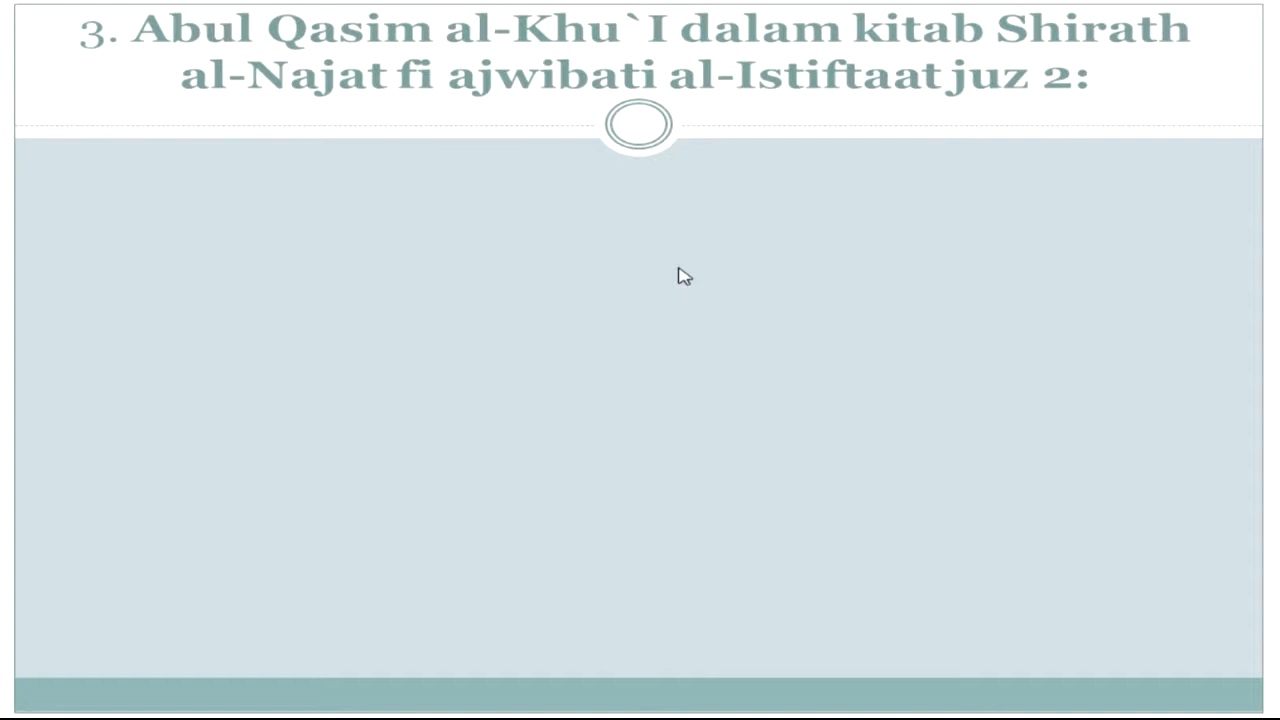 3. Abul Qasim al-Khu`I dalam kitab Shirath
al-Najat fi ajwibati al-Istiftaat juz 2: